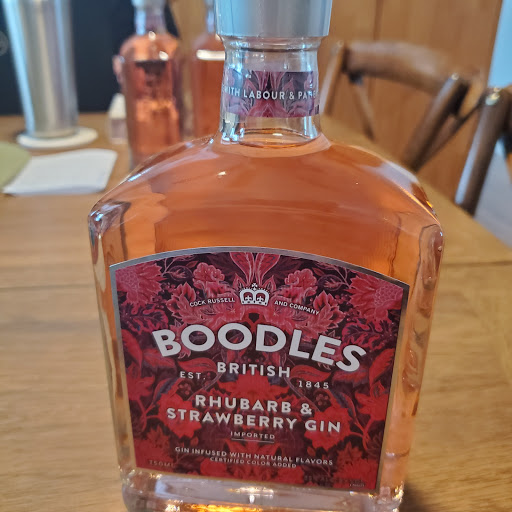 WITH LABOUR & PA
COCK RUSSELL AND COMPANY
BOODLES
BRITISH
EST. 1845
RHUBARB &
STRAWBERRY GIN
IMPORTED
GIN INFUSED WITH NATURAL FLAVORS
CERTIFIED COLOR ADDED
750ML